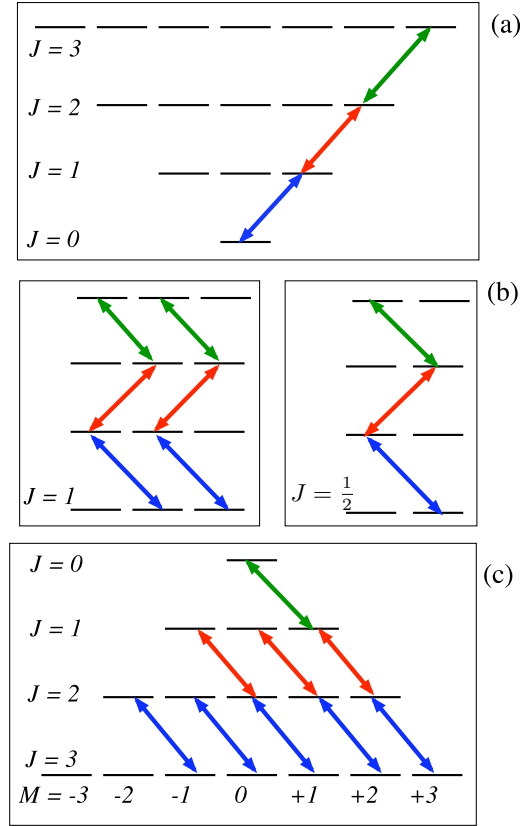 (a)
J = 3
J = 2
J = 1
J = 0
(b)
J = 1
J = 1/2
(c)
J = 0
J = 1
J = 2
J = 3
M = -3 -2 -1 0 +1 +2 +3